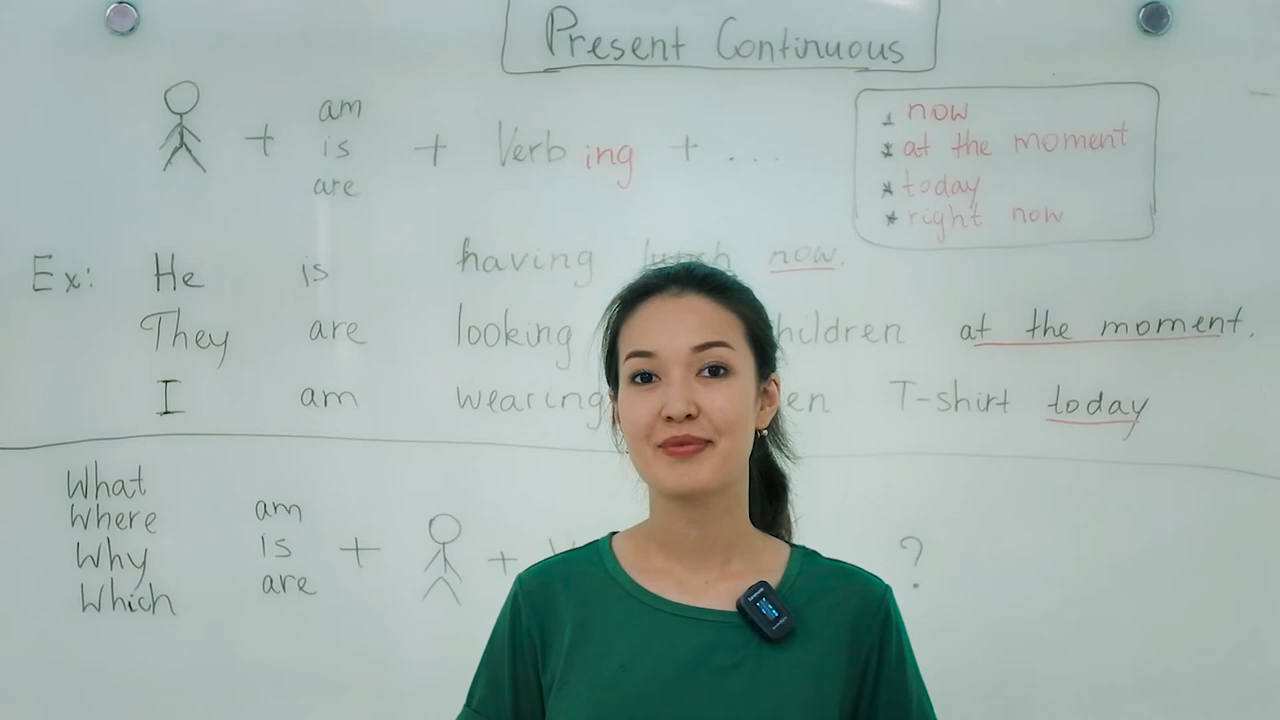 Present Continuous
am
is
are
+ + Verb ing + ...
* now
* at the moment
* today
* right now
Ex: He is having lunch now.
They are looking hildren at the moment.
I am wearing en T-shirt today
What
Where
Why
Which
am
is
are
+ + ?